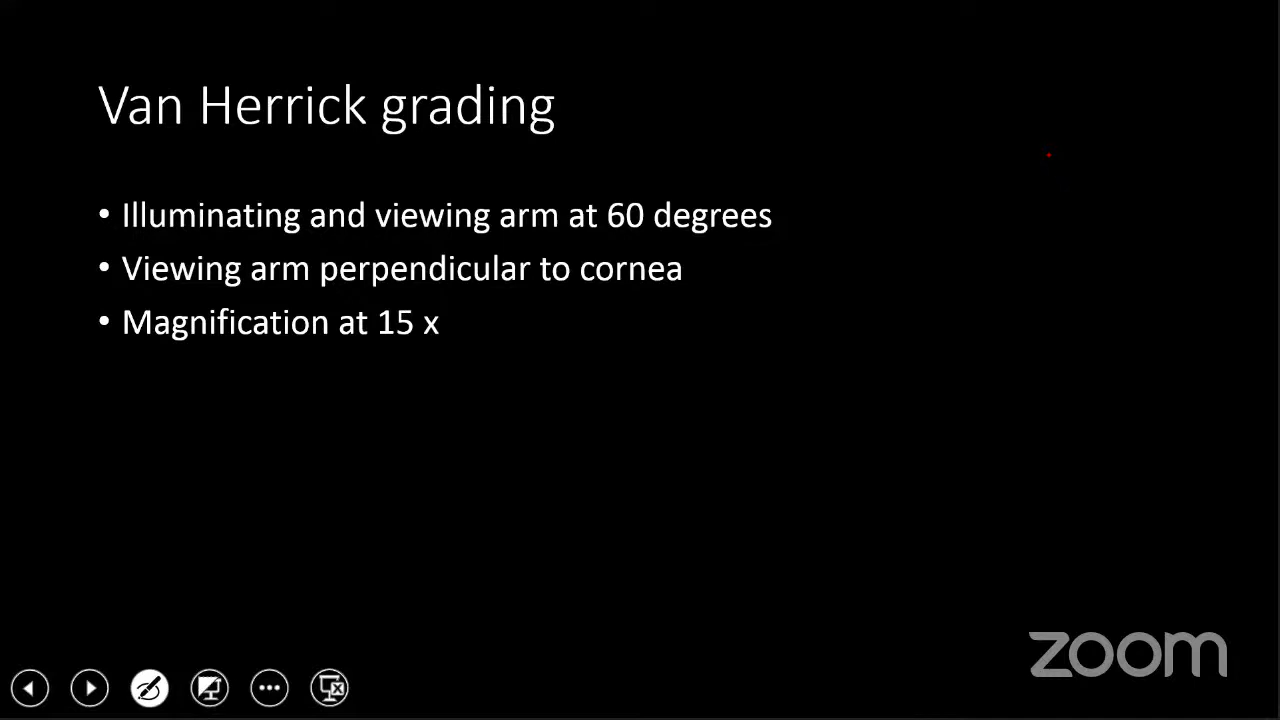 Van Herrick grading
• Illuminating and viewing arm at 60 degrees
• Viewing arm perpendicular to cornea
• Magnification at 15 x
zoom